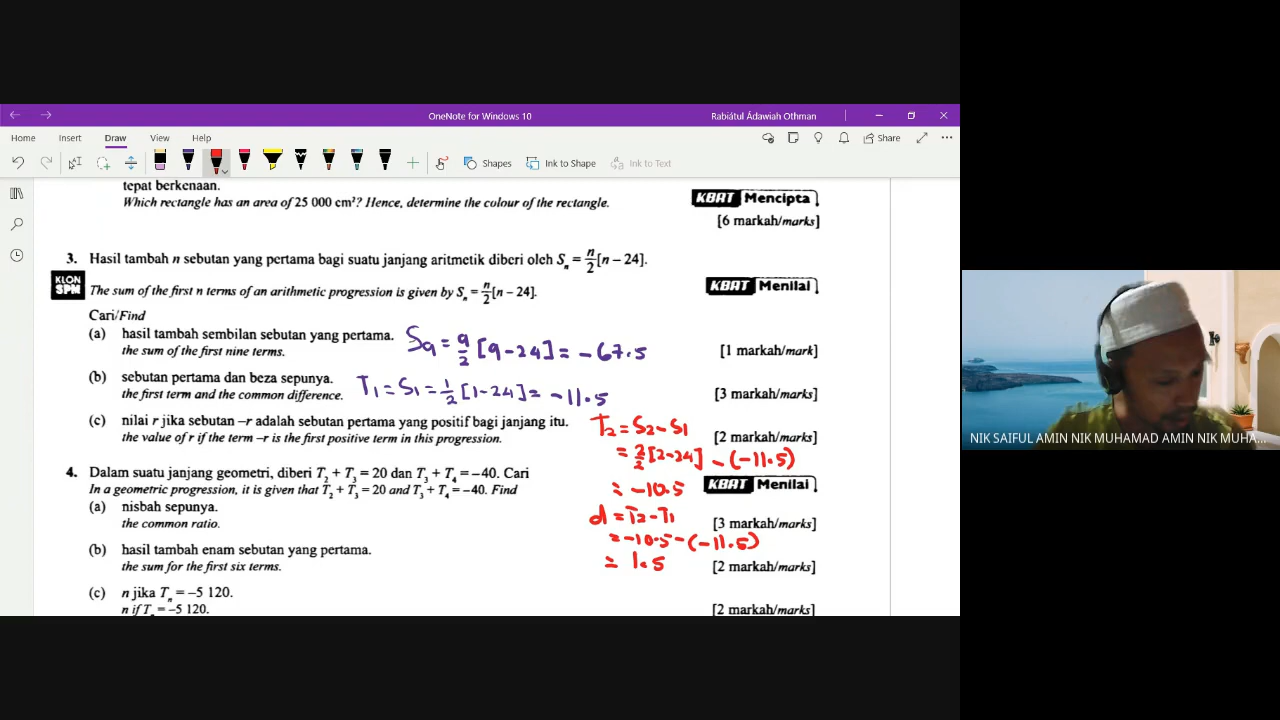 OneNote for Windows 10
Rabiátul Ádawiah Othman
Home Insert Draw View Help
Share
Shapes
Ink to Shape
Ink to Text
tepat berkenaan.
Which rectangle has an area of 25 000 cm²? Hence, determine the colour of the rectangle.
KBAT Mencipta
[6 markah/marks]
3. Hasil tambah n sebutan yang pertama bagi suatu janjang aritmetik diberi oleh Sₙ = n/2[n – 24].
KLON SPM
The sum of the first n terms of an arithmetic progression is given by Sₙ = n/2[n – 24].
KBAT Menilai
Cari/Find
(a) hasil tambah sembilan sebutan yang pertama.
the sum of the first nine terms.
S₉ = 9/2 [9-24] = -67.5
[1 markah/mark]
(b) sebutan pertama dan beza sepunya.
the first term and the common difference.
T₁ = S₁ = 1/2 [1-24] = -11.5
[3 markah/marks]
(c) nilai r jika sebutan –r adalah sebutan pertama yang positif bagi janjang itu.
the value of r if the term –r is the first positive term in this progression.
[2 markah/marks]
T₂ = S₂ - S₁
= 2/2 [2-24] - (-11.5)
= -10.5
d = T₂ - T₁
= -10.5 - (-11.5)
= 1.5
4. Dalam suatu janjang geometri, diberi T₂ + T₃ = 20 dan T₃ + T₄ = –40. Cari
In a geometric progression, it is given that T₂ + T₃ = 20 and T₃ + T₄ = –40. Find
KBAT Menilai
(a) nisbah sepunya.
the common ratio.
[3 markah/marks]
(b) hasil tambah enam sebutan yang pertama.
the sum for the first six terms.
[2 markah/marks]
(c) n jika Tₙ = –5 120.
n if Tₙ = –5 120.
[2 markah/marks]
NIK SAIFUL AMIN NIK MUHAMAD AMIN NIK MUHA...